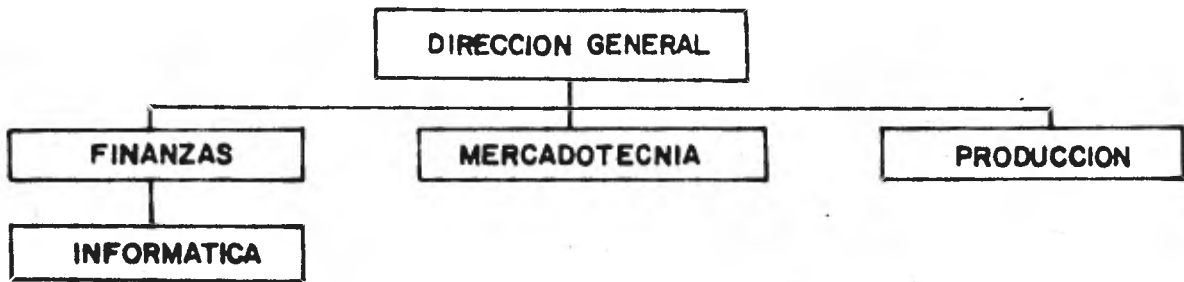 DIRECCION GENERAL
FINANZAS
MERCADOTECNIA
PRODUCCION
INFORMATICA